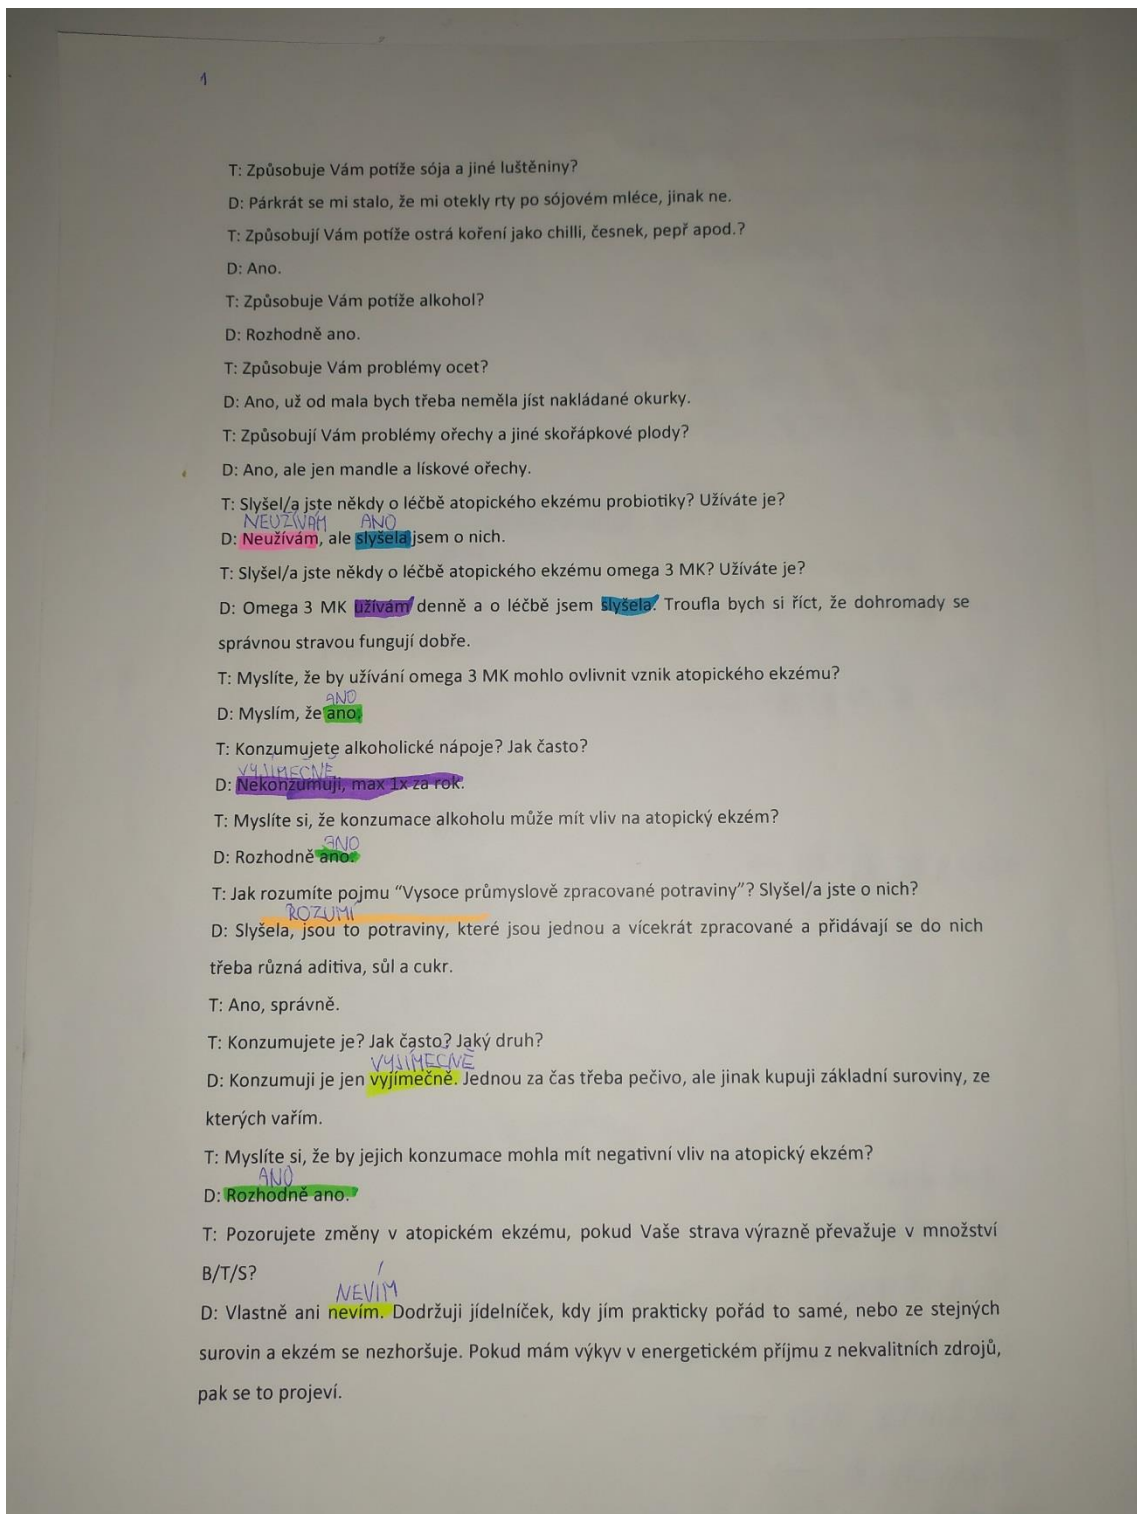 1
T: Způsobuje Vám potíže sója a jiné luštěniny?
D: Párkrát se mi stalo, že mi otekly rty po sójovém mléce, jinak ne.
T: Způsobují Vám potíže ostrá koření jako chilli, česnek, pepř apod.?
D: Ano.
T: Způsobuje Vám potíže alkohol?
D: Rozhodně ano.
T: Způsobuje Vám problémy ocet?
D: Ano, už od mala bych třeba neměla jíst nakládané okurky.
T: Způsobují Vám problémy ořechy a jiné skořápkové plody?
D: Ano, ale jen mandle a lískové ořechy.
T: Slyšel/a jste někdy o léčbě atopického ekzému probiotiky? Užíváte je?
NEUŽÍVÁM ANO
D: Neužívám, ale slyšela jsem o nich.
T: Slyšel/a jste někdy o léčbě atopického ekzému omega 3 MK? Užíváte je?
D: Omega 3 MK užívám denně a o léčbě jsem slyšela. Troufla bych si říct, že dohromady se
správnou stravou fungují dobře.
T: Myslíte, že by užívání omega 3 MK mohlo ovlivnit vznik atopického ekzému?
ANO
D: Myslím, že ano.
T: Konzumujete alkoholické nápoje? Jak často?
VYJÍMEČNĚ
D: Nekonzumuji, max 1x za rok.
T: Myslíte si, že konzumace alkoholu může mít vliv na atopický ekzém?
ANO
D: Rozhodně ano.
T: Jak rozumíte pojmu “Vysoce průmyslově zpracované potraviny”? Slyšel/a jste o nich?
ROZUMÍ
D: Slyšela, jsou to potraviny, které jsou jednou a vícekrát zpracované a přidávají se do nich
třeba různá aditiva, sůl a cukr.
T: Ano, správně.
T: Konzumujete je? Jak často? Jaký druh?
VYJÍMEČNĚ
D: Konzumuji je jen vyjímečně. Jednou za čas třeba pečivo, ale jinak kupuji základní suroviny, ze
kterých vařím.
T: Myslíte si, že by jejich konzumace mohla mít negativní vliv na atopický ekzém?
ANO
D: Rozhodně ano.
T: Pozorujete změny v atopickém ekzému, pokud Vaše strava výrazně převažuje v množství
B/T/S?
NEVÍM
D: Vlastně ani nevím. Dodržuji jídelníček, kdy jím prakticky pořád to samé, nebo ze stejných
surovin a ekzém se nezhoršuje. Pokud mám výkyv v energetickém příjmu z nekvalitních zdrojů,
pak se to projeví.